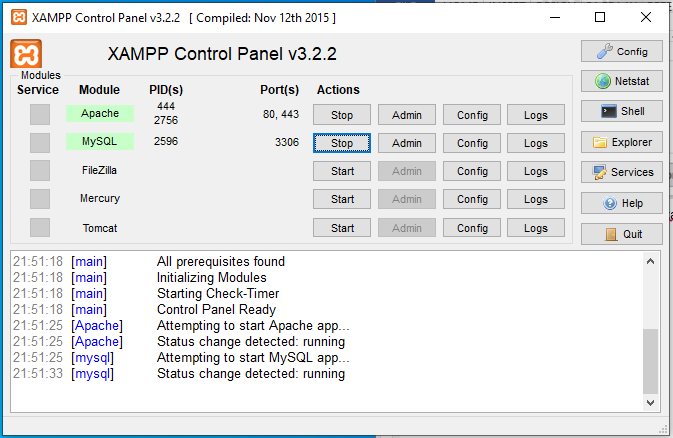 XAMPP Control Panel v3.2.2 [ Compiled: Nov 12th 2015 ]
XAMPP Control Panel v3.2.2
Config
Modules
Service Module PID(s) Port(s) Actions
Netstat
Apache 444 2756 80, 443 Stop Admin Config Logs
Shell
MySQL 2596 3306 Stop Admin Config Logs
Explorer
FileZilla Start Admin Config Logs
Services
Mercury Start Admin Config Logs
Help
Tomcat Start Admin Config Logs
Quit
21:51:18 [main] All prerequisites found
21:51:18 [main] Initializing Modules
21:51:18 [main] Starting Check-Timer
21:51:18 [main] Control Panel Ready
21:51:25 [Apache] Attempting to start Apache app...
21:51:25 [Apache] Status change detected: running
21:51:25 [mysql] Attempting to start MySQL app...
21:51:33 [mysql] Status change detected: running